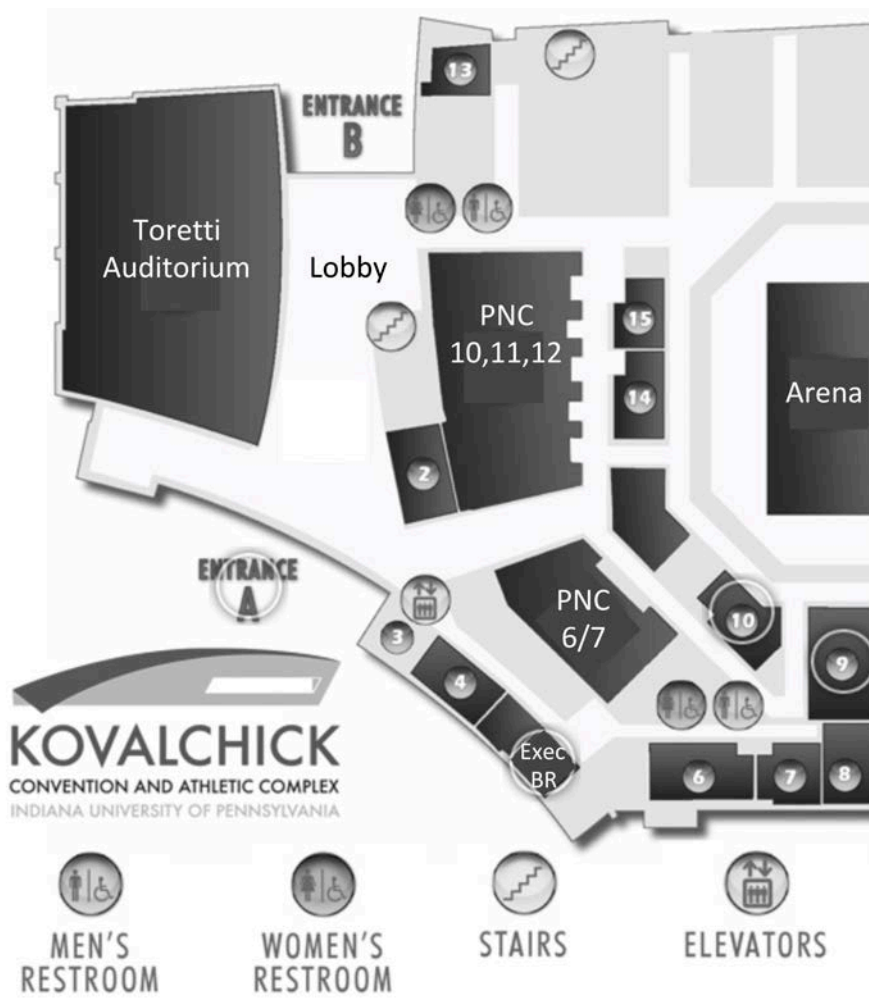 13
ENTRANCE
B
Toretti
Auditorium
Lobby
PNC
10,11,12
15
14
Arena
2
ENTRANCE
A
3
PNC
6/7
10
9
4
Exec
BR
6
7
8
KOVALCHICK
CONVENTION AND ATHLETIC COMPLEX
INDIANA UNIVERSITY OF PENNSYLVANIA
MEN'S
RESTROOM
WOMEN'S
RESTROOM
STAIRS
ELEVATORS